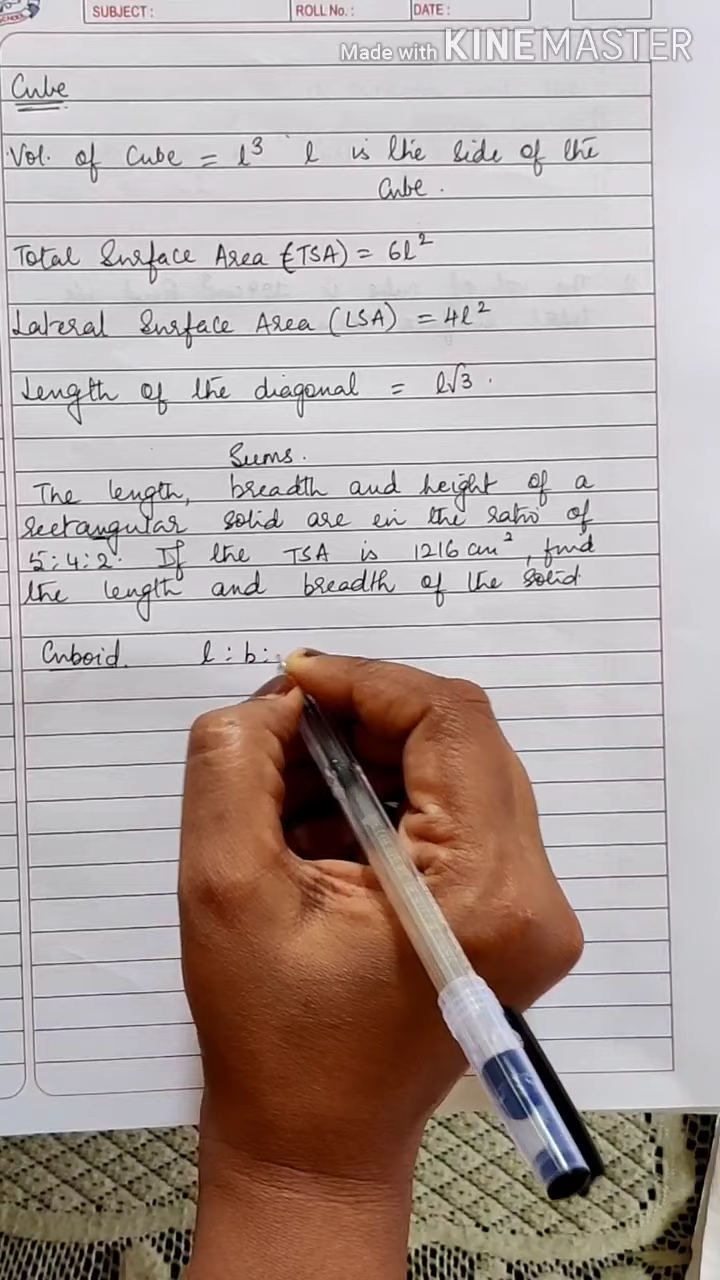 SUBJECT :
ROLL No. :
DATE :
Made with KINEMASTER
Cube
Vol. of Cube = l³ l is the side of the
Cube.
Total Surface Area (TSA) = 6l²
Lateral Surface Area (LSA) = 4l²
Length of the diagonal = l√3.
Sums.
The length, breadth and height of a
rectangular solid are in the ratio of
5:4:2. If the TSA is 1216 cm², find
the length and breadth of the solid
Cuboid. l : b :